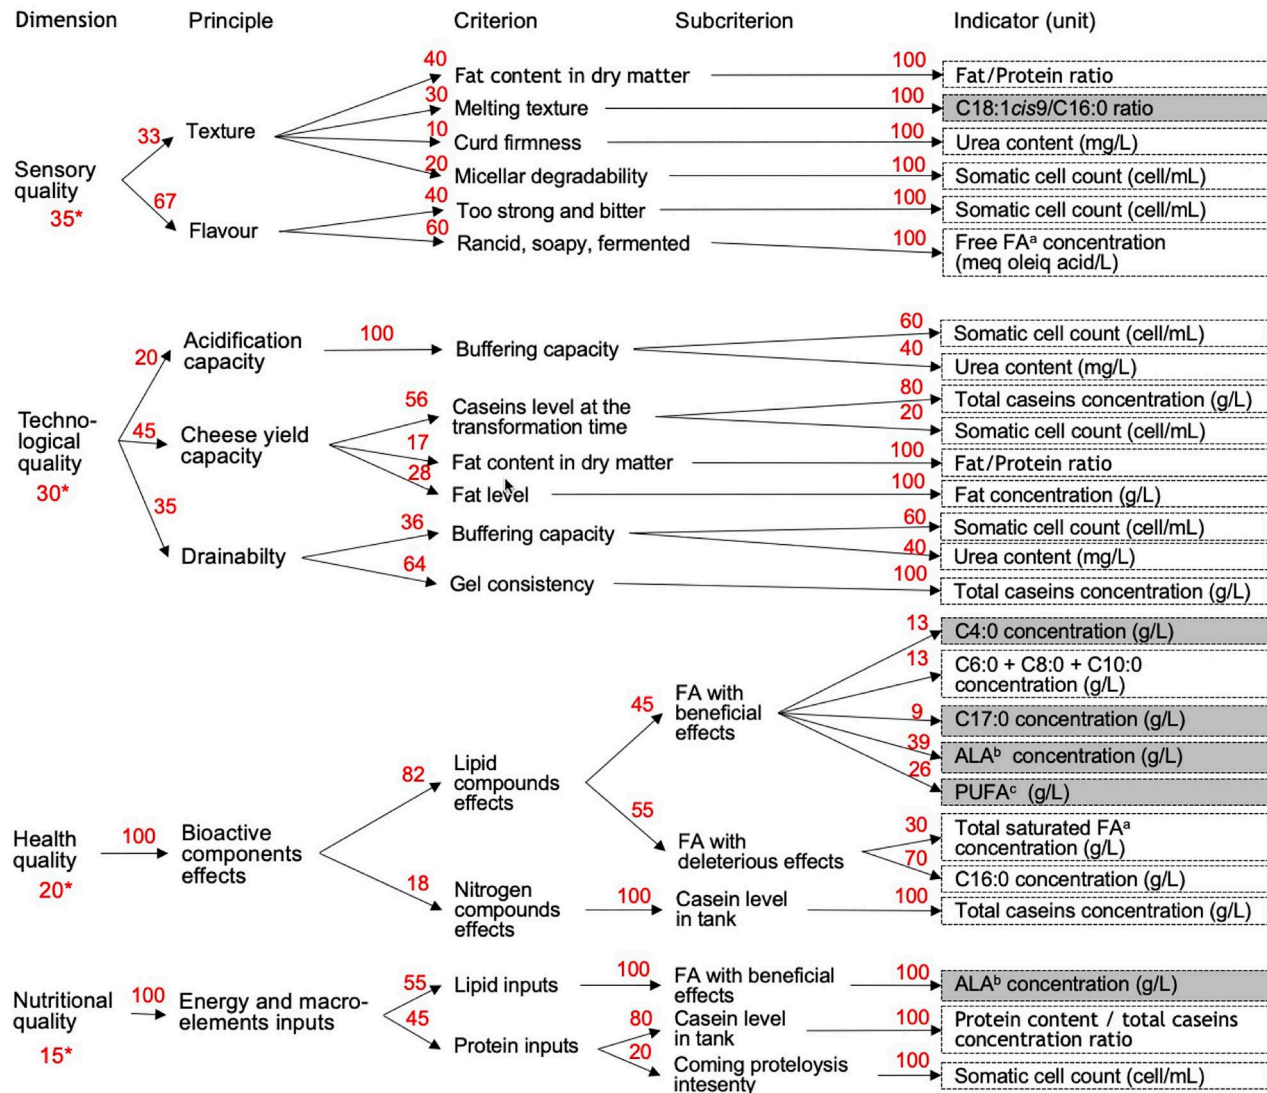 Dimension Principle Criterion Subcriterion Indicator (unit)
40 Fat content in dry matter 100 Fat/Protein ratio
30 Melting texture 100 C18:1cis9/C16:0 ratio
33 Texture 10 Curd firmness 100 Urea content (mg/L)
Sensory
quality
35*
20 Micellar degradability 100 Somatic cell count (cell/mL)
67 Flavour 40 Too strong and bitter 100 Somatic cell count (cell/mL)
60 Rancid, soapy, fermented 100 Free FAᵃ concentration
(meq oleiq acid/L)
Techno-
logical
quality
30*
20 Acidification
capacity
100 Buffering capacity 60 Somatic cell count (cell/mL)
40 Urea content (mg/L)
45 Cheese yield
capacity
56 Caseins level at the
transformation time
80 Total caseins concentration (g/L)
20 Somatic cell count (cell/mL)
17 Fat content in dry matter 100 Fat/Protein ratio
28 Fat level 100 Fat concentration (g/L)
35 Drainabilty 36 Buffering capacity 60 Somatic cell count (cell/mL)
40 Urea content (mg/L)
64 Gel consistency 100 Total caseins concentration (g/L)
Health
quality
20*
100 Bioactive
components
effects
82 Lipid
compounds
effects
45 FA with
beneficial
effects
13 C4:0 concentration (g/L)
13 C6:0 + C8:0 + C10:0
concentration (g/L)
9 C17:0 concentration (g/L)
39 ALAᵇ concentration (g/L)
26 PUFAᶜ (g/L)
55 FA with
deleterious effects
30 Total saturated FAᵃ
concentration (g/L)
70 C16:0 concentration (g/L)
18 Nitrogen
compounds
effects
100 Casein level
in tank
100 Total caseins concentration (g/L)
Nutritional
quality
15*
100 Energy and macro-
elements inputs
55 Lipid inputs 100 FA with beneficial
effects
100 ALAᵇ concentration (g/L)
45 Protein inputs 80 Casein level
in tank
100 Protein content / total caseins
concentration ratio
20 Coming proteloysis
intesenty
100 Somatic cell count (cell/mL)